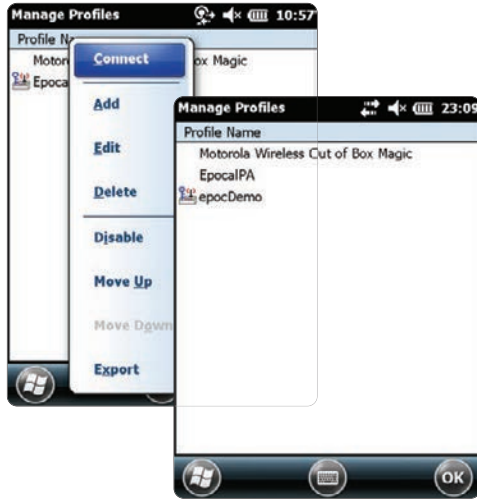 Manage Profiles 10:57
Profile Na
Motoro ox Magic
Epoca
Connect
Add
Edit
Delete
Disable
Move Up
Move Down
Export
Manage Profiles 23:09
Profile Name
Motorola Wireless Out of Box Magic
EpocalPA
epocDemo
OK